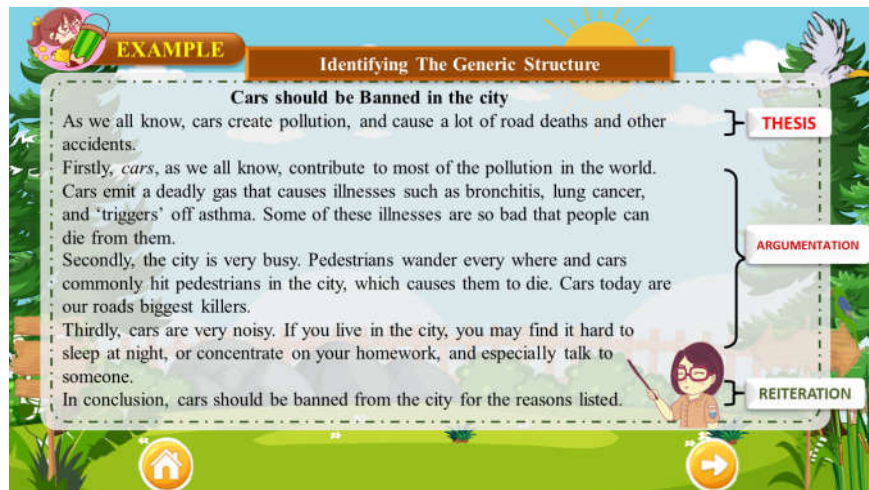 EXAMPLE
Identifying The Generic Structure
Cars should be Banned in the city
As we all know, cars create pollution, and cause a lot of road deaths and other
accidents.
THESIS
Firstly, cars, as we all know, contribute to most of the pollution in the world.
Cars emit a deadly gas that causes illnesses such as bronchitis, lung cancer,
and ‘triggers’ off asthma. Some of these illnesses are so bad that people can
die from them.
Secondly, the city is very busy. Pedestrians wander every where and cars
commonly hit pedestrians in the city, which causes them to die. Cars today are
our roads biggest killers.
Thirdly, cars are very noisy. If you live in the city, you may find it hard to
sleep at night, or concentrate on your homework, and especially talk to
someone.
ARGUMENTATION
In conclusion, cars should be banned from the city for the reasons listed.
REITERATION